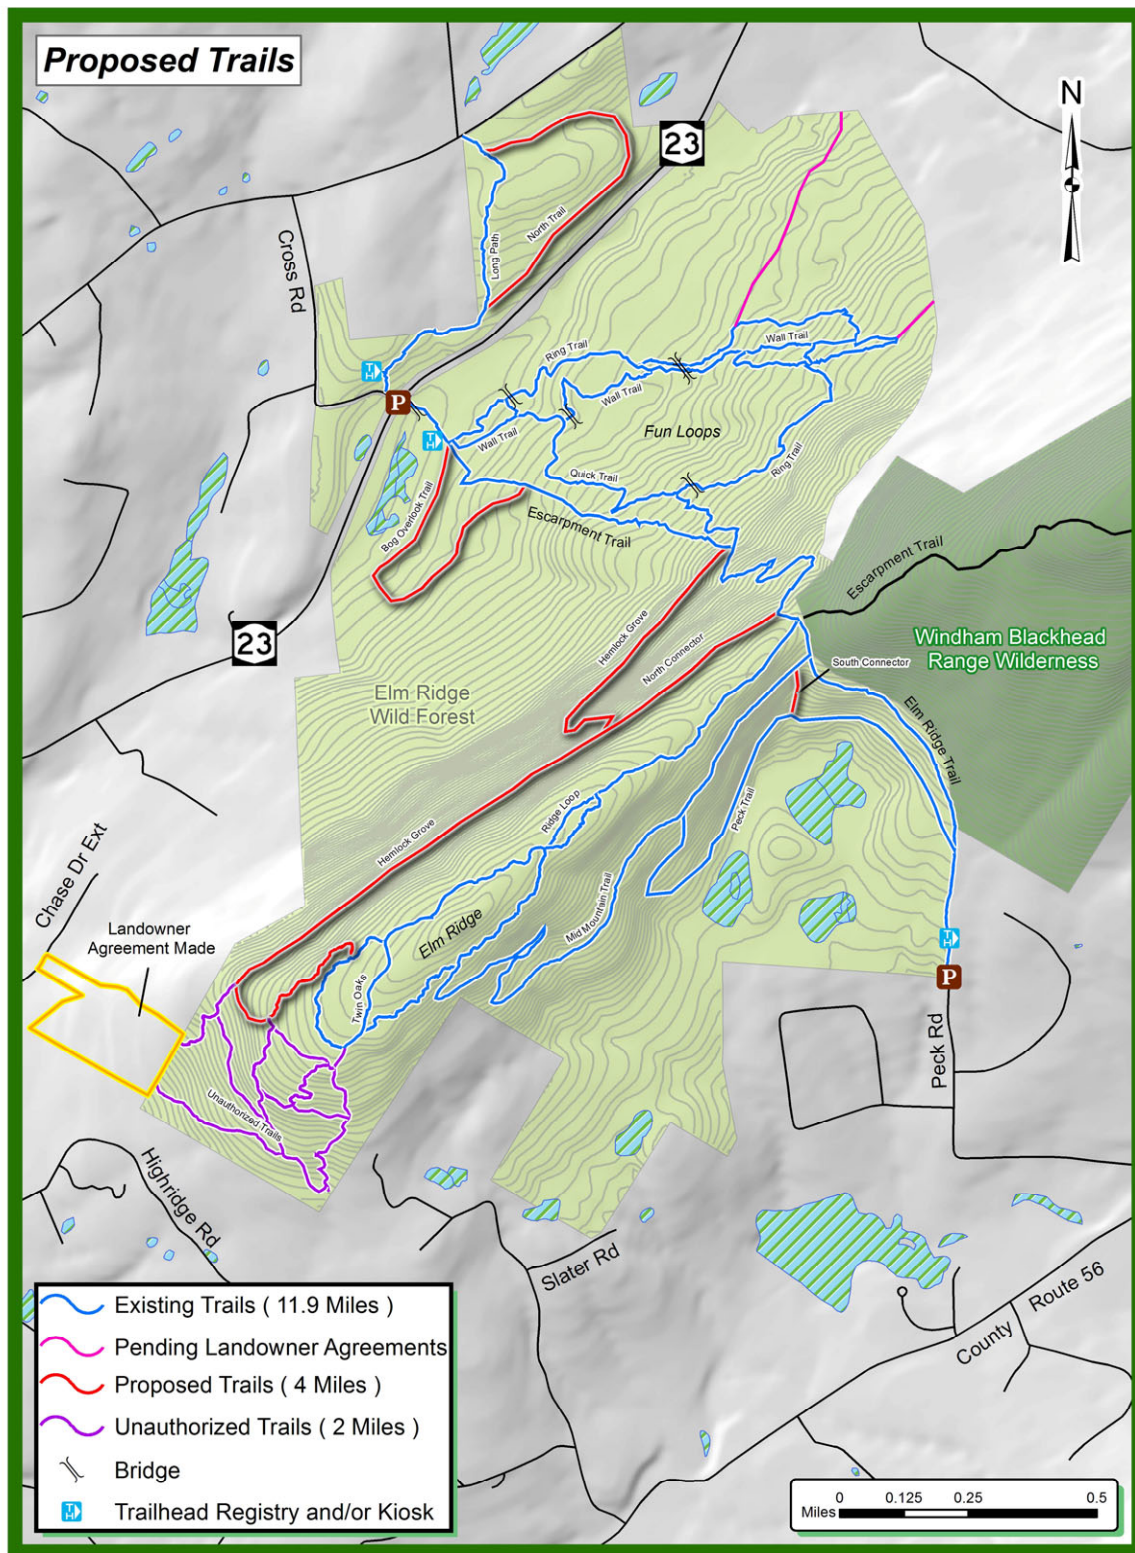 Proposed Trails
N
23
North Trail
Long Path
Cross Rd
Wall Trail
Ring Trail
TH
P
Wall Trail
TH
Wall Trail
Fun Loops
Ring Trail
Quick Trail
Bog Overlook Trail
Escarpment Trail
Escarpment Trail
23
Hemlock Grove
North Connector
South Connector
Windham Blackhead
Range Wilderness
Elm Ridge
Wild Forest
Elm Ridge Trail
Ridge Loop
Peck Trail
Hemlock Grove
Chase Dr Ext
Landowner
Agreement Made
Elm Ridge
Mid Mountain Trail
TH
P
Twin Oaks
Peck Rd
Unauthorized Trails
Highridge Rd
Slater Rd
County Route 56
Existing Trails ( 11.9 Miles )
Pending Landowner Agreements
Proposed Trails ( 4 Miles )
Unauthorized Trails ( 2 Miles )
Bridge
TH Trailhead Registry and/or Kiosk
0 0.125 0.25 0.5
Miles